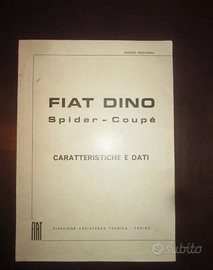 FIAT DINO
Spider - Coupé
CARATTERISTICHE E DATI
FIAT
DIREZIONE ASSISTENZA TECNICA - TORINO
subito